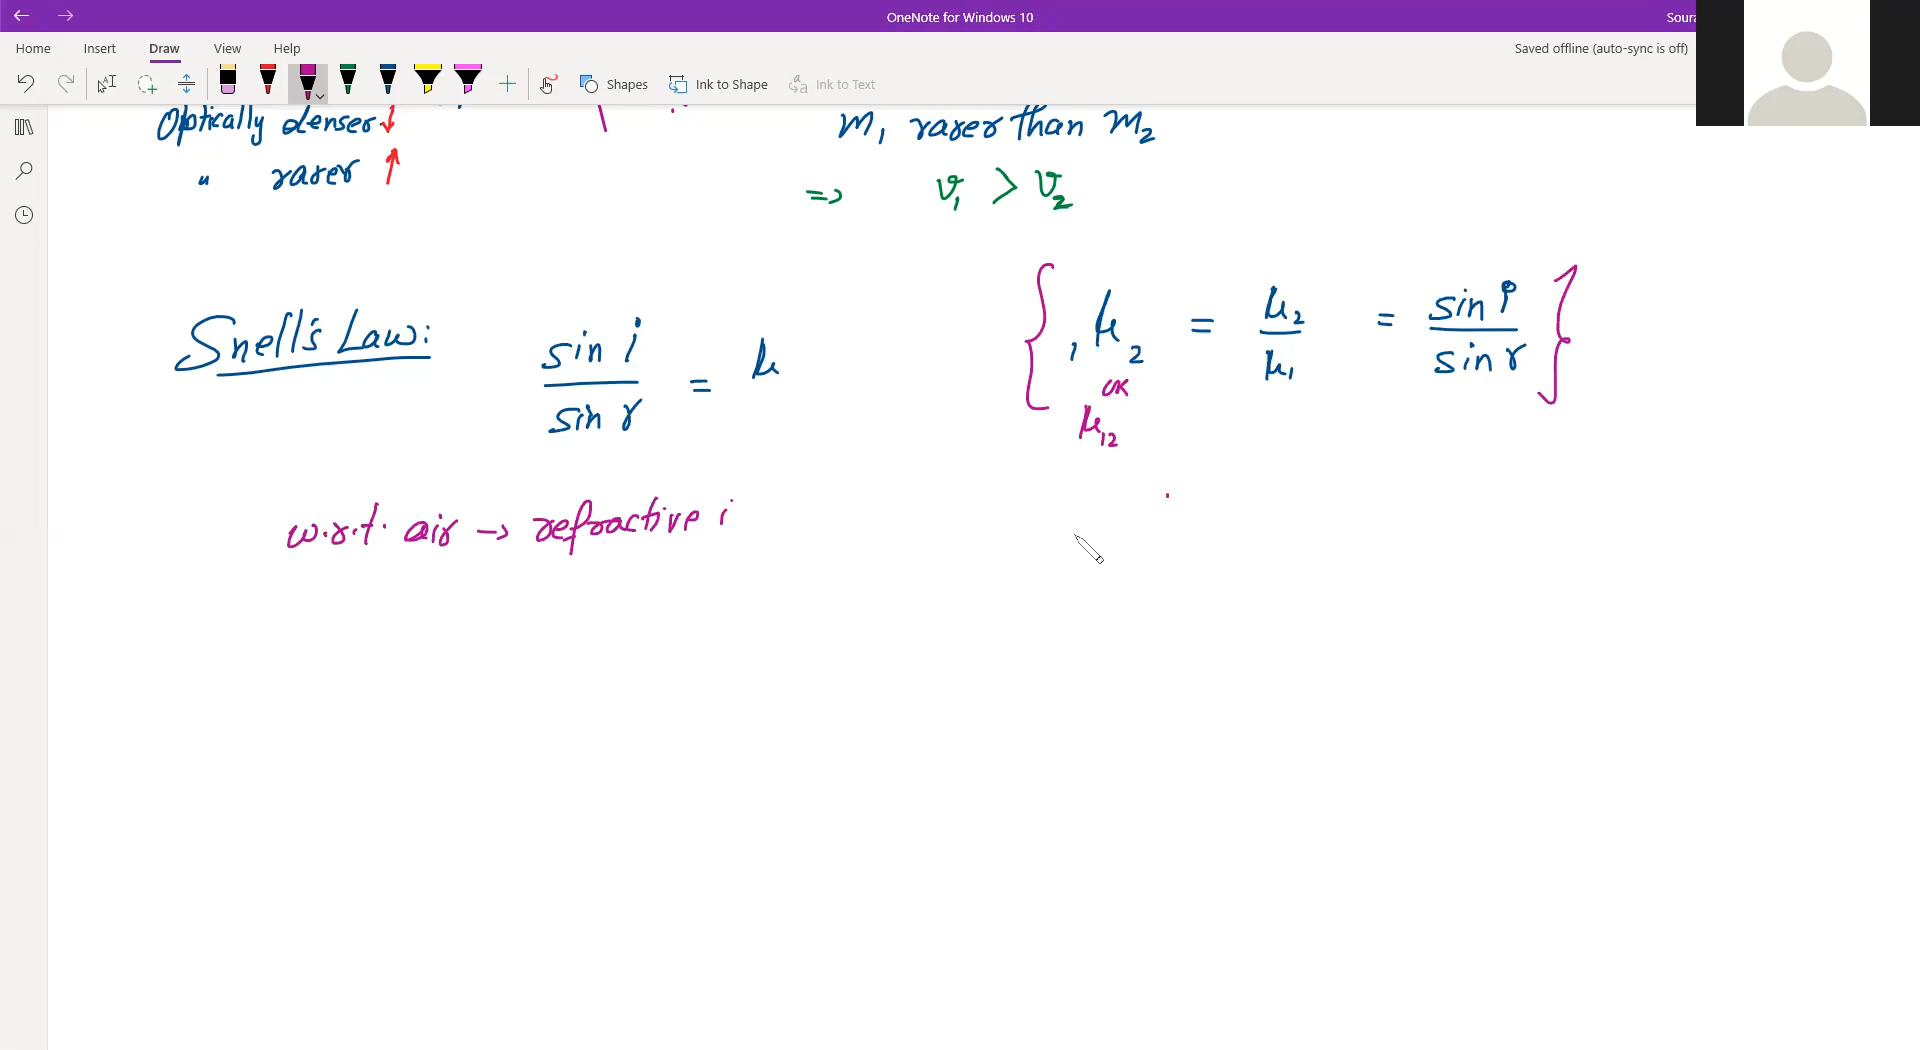 OneNote for Windows 10
Soura
Home Insert Draw View Help
Saved offline (auto-sync is off)
Shapes Ink to Shape Ink to Text
Optically denser ↓
" rarer ↑
m₁ rarer than m₂
=> v₁ > v₂
Snell's Law: sin i / sin r = μ
{ ₁μ₂ = μ₂/μ₁ = sin i / sin r }
or
μ₁₂
w.r.t. air → refractive i